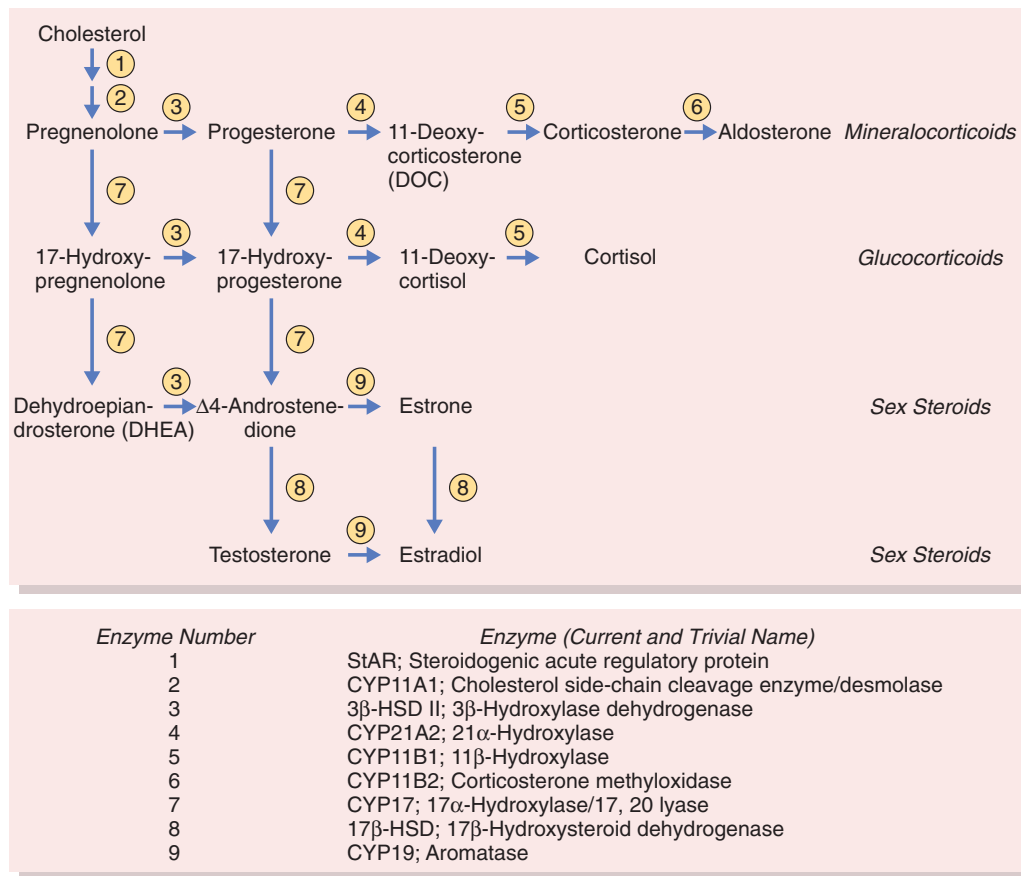 Cholesterol
1
2
3
4
5
6
Pregnenolone
Progesterone
11-Deoxy-
corticosterone
(DOC)
Corticosterone
Aldosterone
Mineralocorticoids
7
7
3
4
5
17-Hydroxy-
pregnenolone
17-Hydroxy-
progesterone
11-Deoxy-
cortisol
Cortisol
Glucocorticoids
7
7
3
9
Dehydroepian-
drosterone (DHEA)
Δ4-Androstene-
dione
Estrone
Sex Steroids
8
8
9
Testosterone
Estradiol
Sex Steroids
Enzyme Number Enzyme (Current and Trivial Name)
1 StAR; Steroidogenic acute regulatory protein
2 CYP11A1; Cholesterol side-chain cleavage enzyme/desmolase
3 3β-HSD II; 3β-Hydroxylase dehydrogenase
4 CYP21A2; 21α-Hydroxylase
5 CYP11B1; 11β-Hydroxylase
6 CYP11B2; Corticosterone methyloxidase
7 CYP17; 17α-Hydroxylase/17, 20 lyase
8 17β-HSD; 17β-Hydroxysteroid dehydrogenase
9 CYP19; Aromatase